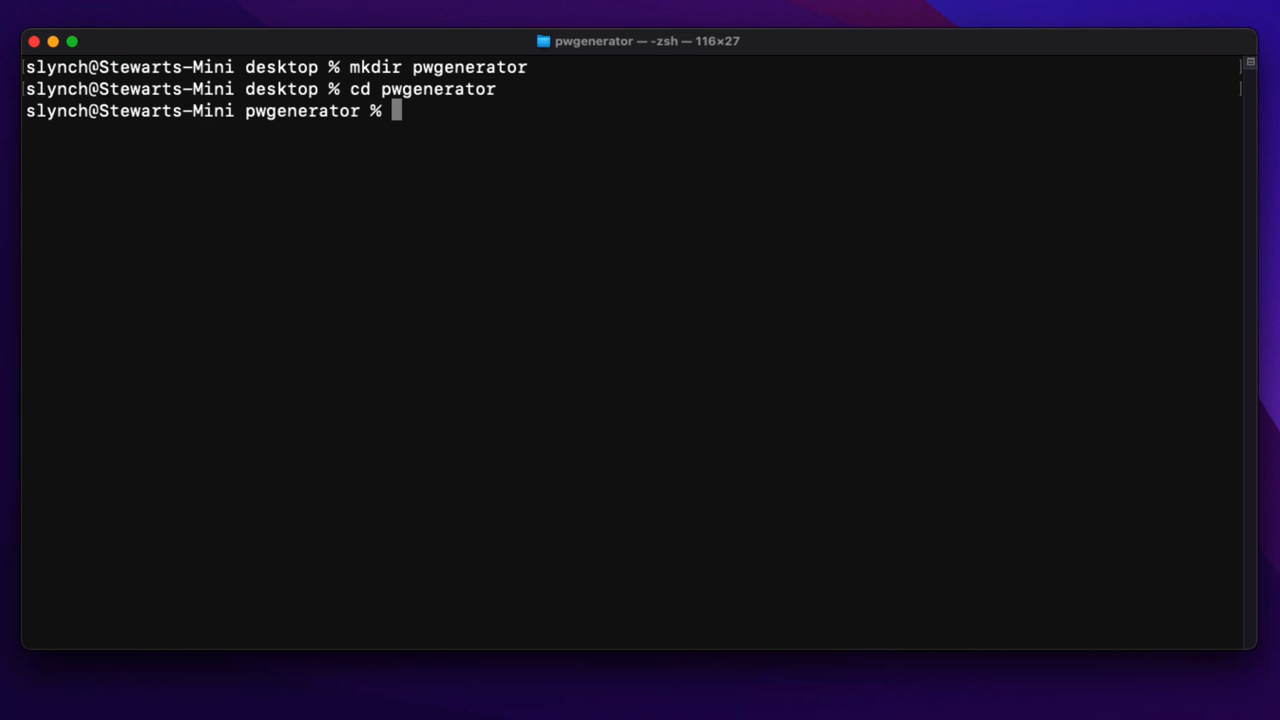 pwgenerator — -zsh — 116×27
slynch@Stewarts-Mini desktop % mkdir pwgenerator
slynch@Stewarts-Mini desktop % cd pwgenerator
slynch@Stewarts-Mini pwgenerator %